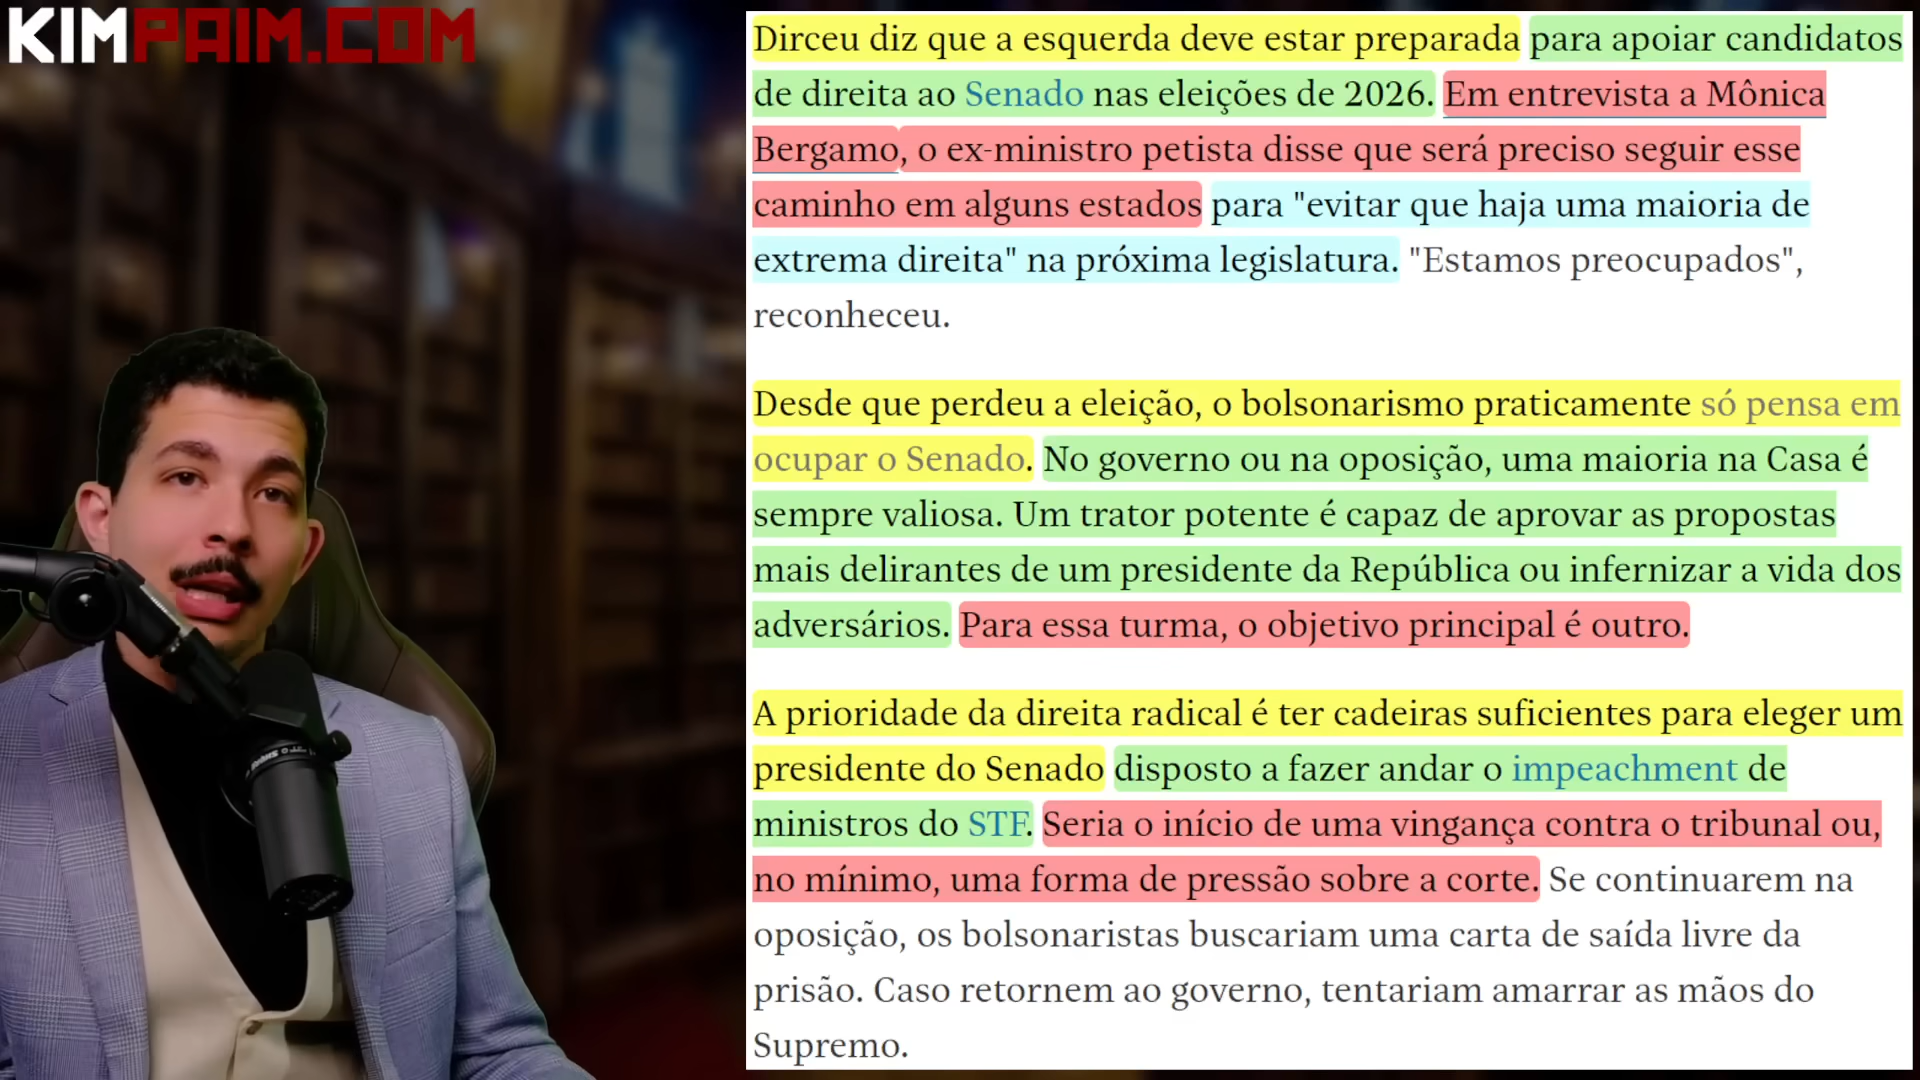 KIMPAIM.COM
Dirceu diz que a esquerda deve estar preparada para apoiar candidatos
de direita ao Senado nas eleições de 2026. Em entrevista a Mônica
Bergamo, o ex-ministro petista disse que será preciso seguir esse
caminho em alguns estados para "evitar que haja uma maioria de
extrema direita" na próxima legislatura. "Estamos preocupados",
reconheceu.
Desde que perdeu a eleição, o bolsonarismo praticamente só pensa em
ocupar o Senado. No governo ou na oposição, uma maioria na Casa é
sempre valiosa. Um trator potente é capaz de aprovar as propostas
mais delirantes de um presidente da República ou infernizar a vida dos
adversários. Para essa turma, o objetivo principal é outro.
A prioridade da direita radical é ter cadeiras suficientes para eleger um
presidente do Senado disposto a fazer andar o impeachment de
ministros do STF. Seria o início de uma vingança contra o tribunal ou,
no mínimo, uma forma de pressão sobre a corte. Se continuarem na
oposição, os bolsonaristas buscariam uma carta de saída livre da
prisão. Caso retornem ao governo, tentariam amarrar as mãos do
Supremo.